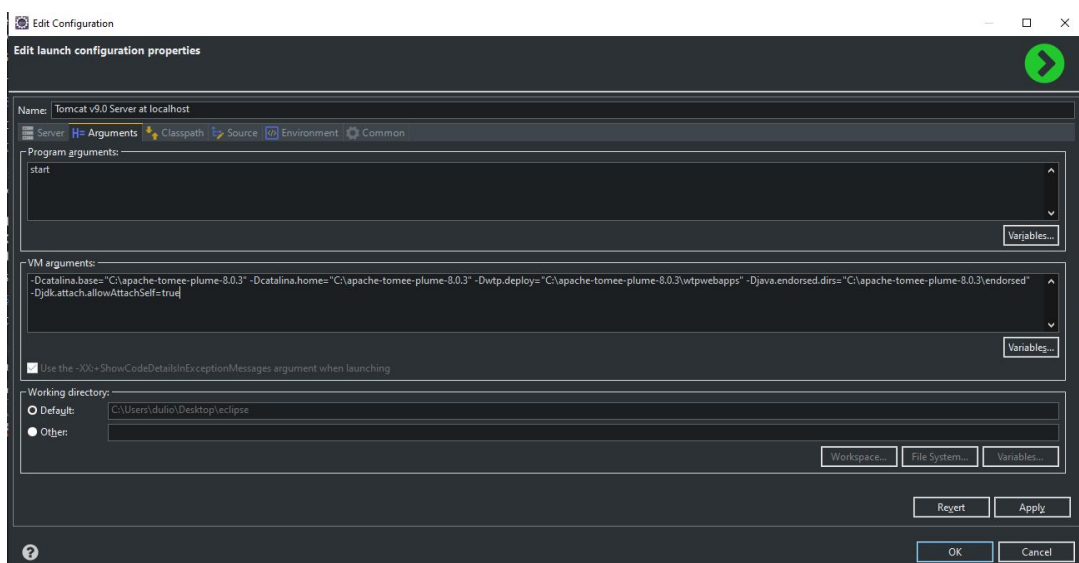 Edit Configuration
Edit launch configuration properties
Name: Tomcat v9.0 Server at localhost
Server Arguments Classpath Source Environment Common
Program arguments:
start
Variables...
VM arguments:
-Dcatalina.base="C:\apache-tomee-plume-8.0.3" -Dcatalina.home="C:\apache-tomee-plume-8.0.3" -Dwtp.deploy="C:\apache-tomee-plume-8.0.3\wtpwebapps" -Djava.endorsed.dirs="C:\apache-tomee-plume-8.0.3\endorsed"
-Djdk.attach.allowAttachSelf=true
Variables...
Use the -XX:+ShowCodeDetailsInExceptionMessages argument when launching
Working directory:
Default: C:\Users\dulio\Desktop\eclipse
Other:
Workspace... File System... Variables...
Revert Apply
OK Cancel